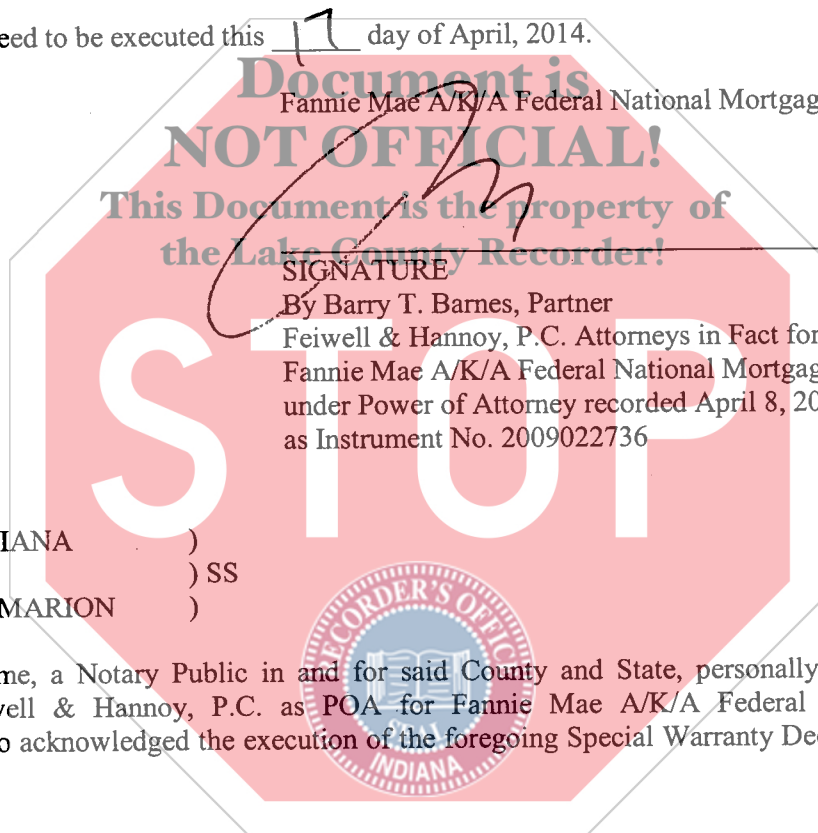 eed to be executed this 17 day of April, 2014.
Document is
Fannie Mae A/K/A Federal National Mortgag
NOT OFFICIAL!
This Document is the property of
the Lake County Recorder!
SIGNATURE
By Barry T. Barnes, Partner
Feiwell & Hannoy, P.C. Attorneys in Fact for
Fannie Mae A/K/A Federal National Mortgag
under Power of Attorney recorded April 8, 20
as Instrument No. 2009022736
STOP
IANA )
) SS
MARION )
RECORDER'S OFFICE
me, a Notary Public in and for said County and State, personally
vell & Hannoy, P.C. as POA for Fannie Mae A/K/A Federal
o acknowledged the execution of the foregoing Special Warranty Dee
SEAL
INDIANA